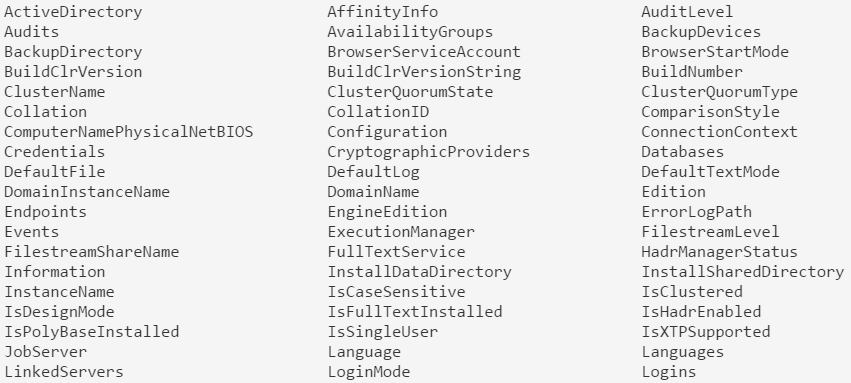 ActiveDirectory AffinityInfo AuditLevel
Audits AvailabilityGroups BackupDevices
BackupDirectory BrowserServiceAccount BrowserStartMode
BuildClrVersion BuildClrVersionString BuildNumber
ClusterName ClusterQuorumState ClusterQuorumType
Collation CollationID ComparisonStyle
ComputerNamePhysicalNetBIOS Configuration ConnectionContext
Credentials CryptographicProviders Databases
DefaultFile DefaultLog DefaultTextMode
DomainInstanceName DomainName Edition
Endpoints EngineEdition ErrorLogPath
Events ExecutionManager FilestreamLevel
FilestreamShareName FullTextService HadrManagerStatus
Information InstallDataDirectory InstallSharedDirectory
InstanceName IsCaseSensitive IsClustered
IsDesignMode IsFullTextInstalled IsHadrEnabled
IsPolyBaseInstalled IsSingleUser IsXTPSupported
JobServer Language Languages
LinkedServers LoginMode Logins